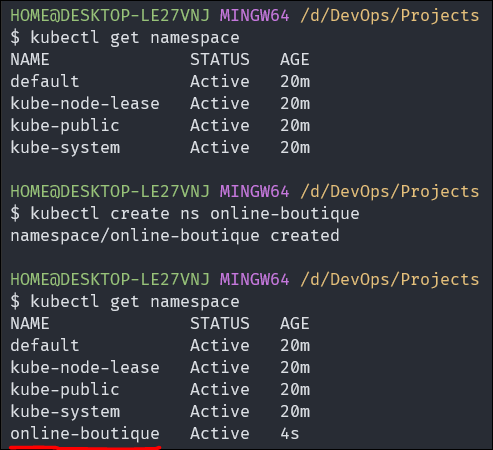 HOME@DESKTOP-LE27VNJ MINGW64 /d/DevOps/Projects
$ kubectl get namespace
NAME STATUS AGE
default Active 20m
kube-node-lease Active 20m
kube-public Active 20m
kube-system Active 20m
HOME@DESKTOP-LE27VNJ MINGW64 /d/DevOps/Projects
$ kubectl create ns online-boutique
namespace/online-boutique created
HOME@DESKTOP-LE27VNJ MINGW64 /d/DevOps/Projects
$ kubectl get namespace
NAME STATUS AGE
default Active 20m
kube-node-lease Active 20m
kube-public Active 20m
kube-system Active 20m
online-boutique Active 4s